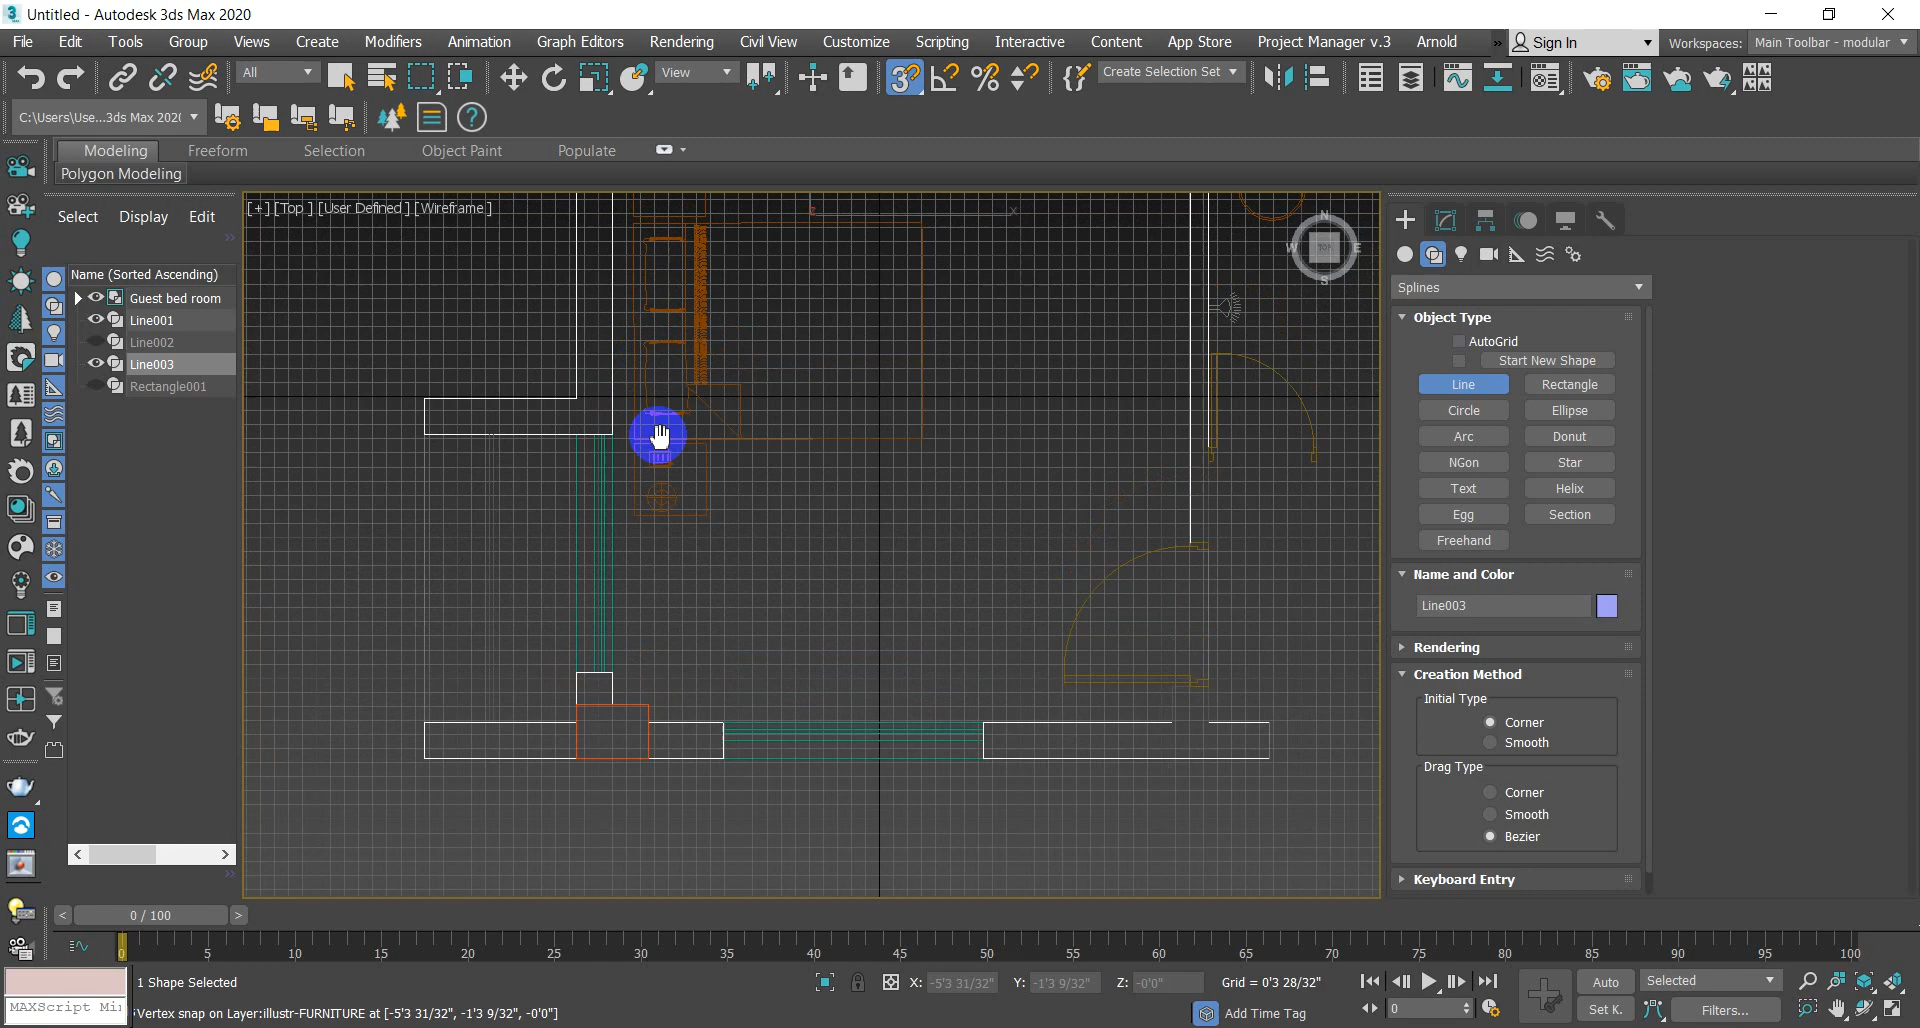 Untitled - Autodesk 3ds Max 2020
File Edit Tools Group Views Create Modifiers Animation Graph Editors Rendering Civil View Customize Scripting Interactive Content App Store Project Manager v.3 Arnold » Sign In Workspaces: Main Toolbar - modular
All View Create Selection Set
C:\Users\Use...3ds Max 202
Modeling Freeform Selection Object Paint Populate
Polygon Modeling
Select Display Edit
[+] [Top] [User Defined] [Wireframe]
Name (Sorted Ascending)
Guest bed room
Line001
Line002
Line003
Rectangle001
N
W TOP E
S
x
Splines
Object Type
AutoGrid
Start New Shape
Line Rectangle
Circle Ellipse
Arc Donut
NGon Star
Text Helix
Egg Section
Freehand
Name and Color
Line003
Rendering
Creation Method
Initial Type
Corner
Smooth
Drag Type
Corner
Smooth
Bezier
Keyboard Entry
< 0 / 100 >
0 5 10 15 20 25 30 35 40 45 50 55 60 65 70 75 80 85 90 95 100
1 Shape Selected X: -5'3 31/32" Y: -1'3 9/32" Z: -0'0" Grid = 0'3 28/32" Auto Selected
MAXScript Mi Vertex snap on Layer:illustr-FURNITURE at [-5'3 31/32", -1'3 9/32", -0'0"] Add Time Tag 0 Set K. Filters...